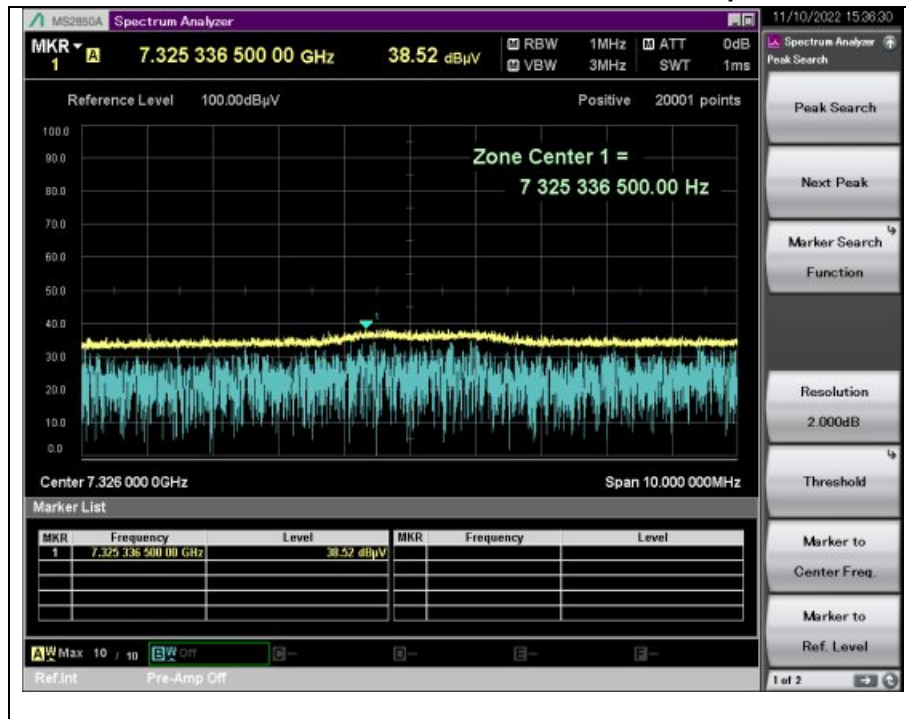 MS2850A Spectrum Analyzer
11/10/2022 15:36:30
MKR 1 A 7.325 336 500 00 GHz 38.52 dBµV
M RBW 1MHz M ATT 0dB
M VBW 3MHz SWT 1ms
Reference Level 100.00dBµV Positive 20001 points
100.0
90.0
80.0
70.0
60.0
50.0
40.0
30.0
20.0
10.0
0.0
Zone Center 1 =
7 325 336 500.00 Hz
1
Center 7.326 000 0GHz Span 10.000 000MHz
Marker List
MKR Frequency Level MKR Frequency Level
1 7.325 336 500 00 GHz 38.52 dBµV
A W Max 10 / 10 B W Off C -- D -- E -- F --
Ref.Int Pre-Amp Off
Spectrum Analyzer
Peak Search
Peak Search
Next Peak
Marker Search
Function
Resolution
2.000dB
Threshold
Marker to
Center Freq.
Marker to
Ref. Level
1 of 2